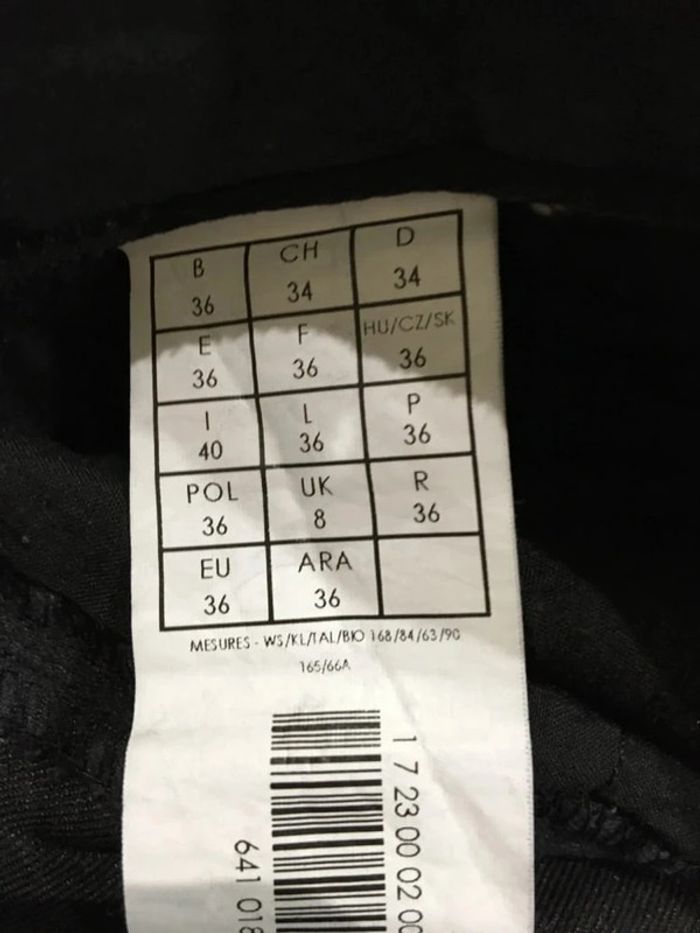 B CH D
36 34 34
E F HU/CZ/SK
36 36 36
I L P
40 36 36
POL UK R
36 8 36
EU ARA
36 36
MESURES - WS/KL/TAL/BIO 168/84/63/90
165/66A
1 7 23 00 02 00
641 018